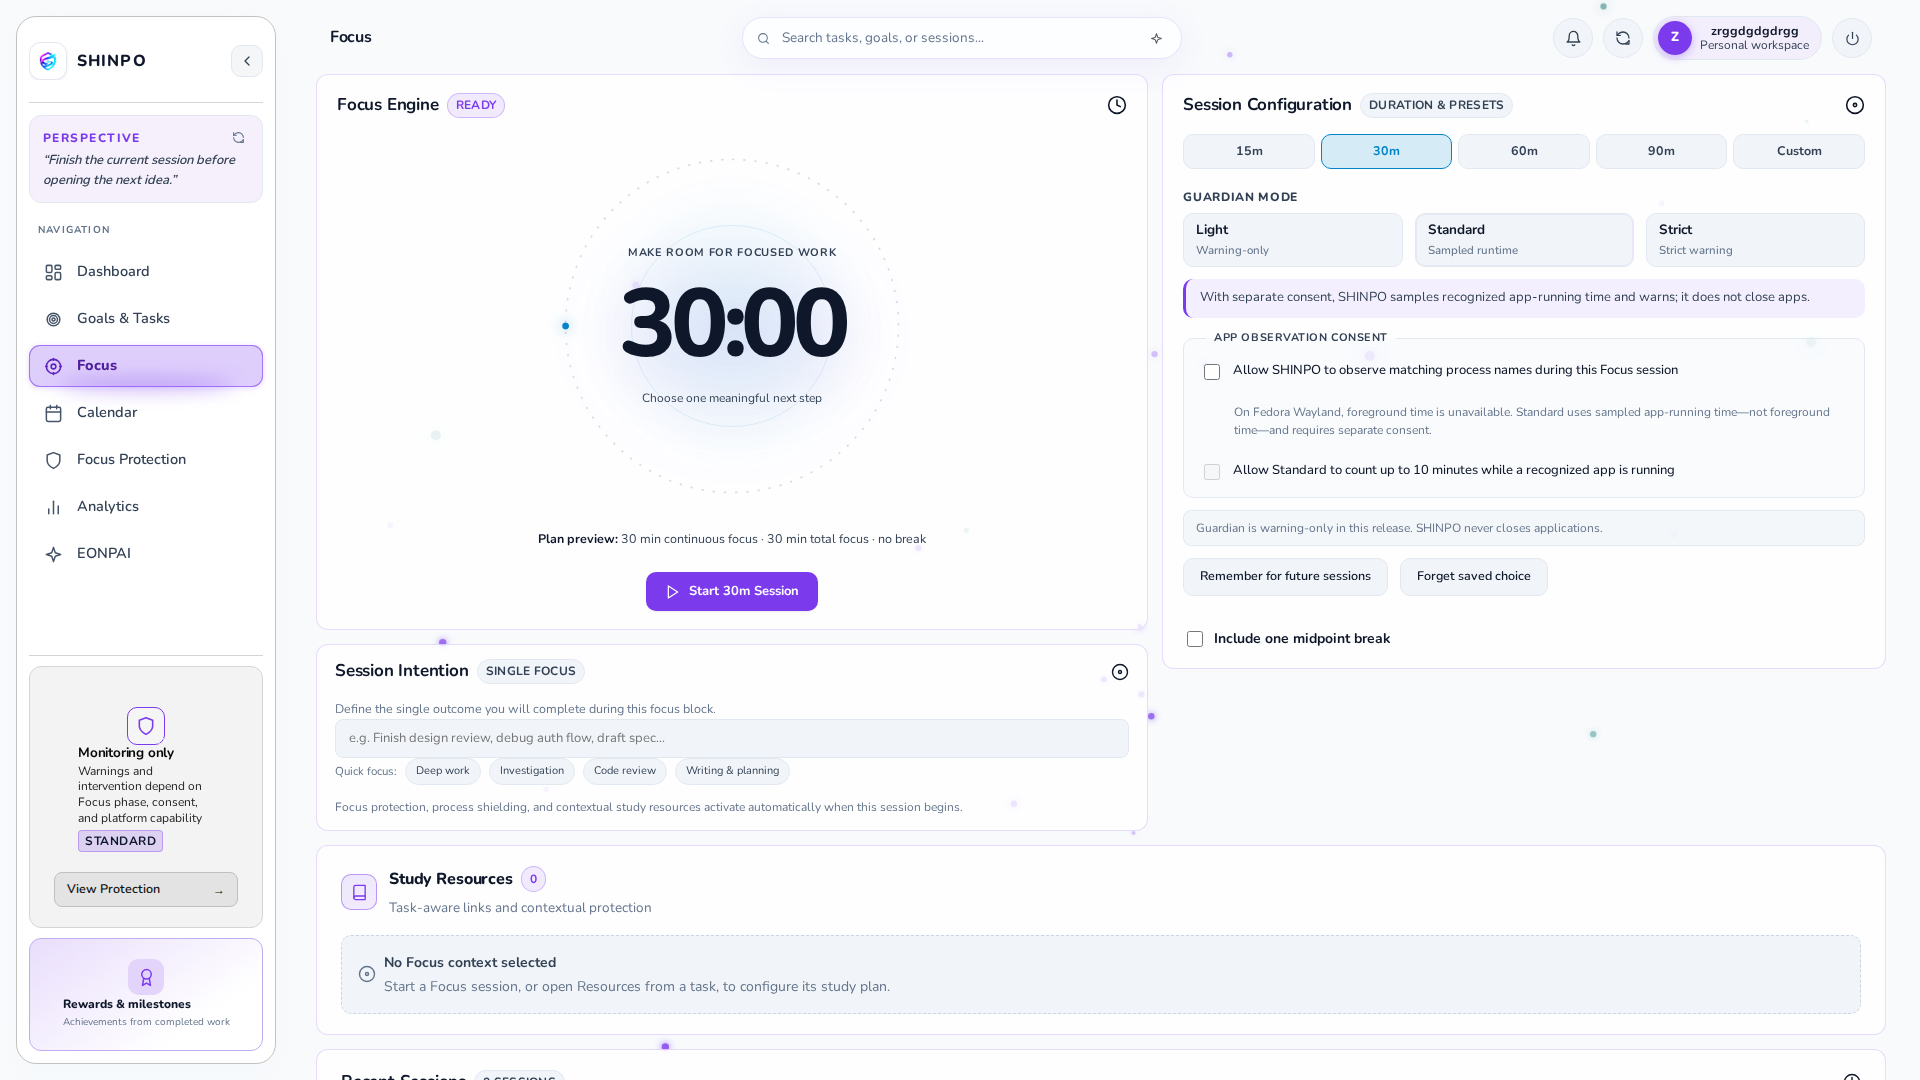 SHINPO
PERSPECTIVE
“Finish the current session before
opening the next idea.”
NAVIGATION
Dashboard
Goals & Tasks
Focus
Calendar
Focus Protection
Analytics
EONPAI
Monitoring only
Warnings and
intervention depend on
Focus phase, consent,
and platform capability
STANDARD
View Protection →
Rewards & milestones
Achievements from completed work
Focus
Search tasks, goals, or sessions...
Z
zrggdgdgdrgg
Personal workspace
Focus Engine READY
MAKE ROOM FOR FOCUSED WORK
30:00
Choose one meaningful next step
Plan preview: 30 min continuous focus · 30 min total focus · no break
Start 30m Session
Session Intention SINGLE FOCUS
Define the single outcome you will complete during this focus block.
e.g. Finish design review, debug auth flow, draft spec...
Quick focus: Deep work Investigation Code review Writing & planning
Focus protection, process shielding, and contextual study resources activate automatically when this session begins.
Session Configuration DURATION & PRESETS
15m 30m 60m 90m Custom
GUARDIAN MODE
Light
Warning-only
Standard
Sampled runtime
Strict
Strict warning
With separate consent, SHINPO samples recognized app-running time and warns; it does not close apps.
APP OBSERVATION CONSENT
Allow SHINPO to observe matching process names during this Focus session
On Fedora Wayland, foreground time is unavailable. Standard uses sampled app-running time—not foreground
time—and requires separate consent.
Allow Standard to count up to 10 minutes while a recognized app is running
Guardian is warning-only in this release. SHINPO never closes applications.
Remember for future sessions Forget saved choice
Include one midpoint break
Study Resources 0
Task-aware links and contextual protection
No Focus context selected
Start a Focus session, or open Resources from a task, to configure its study plan.
Recent Sessions 0 SESSIONS